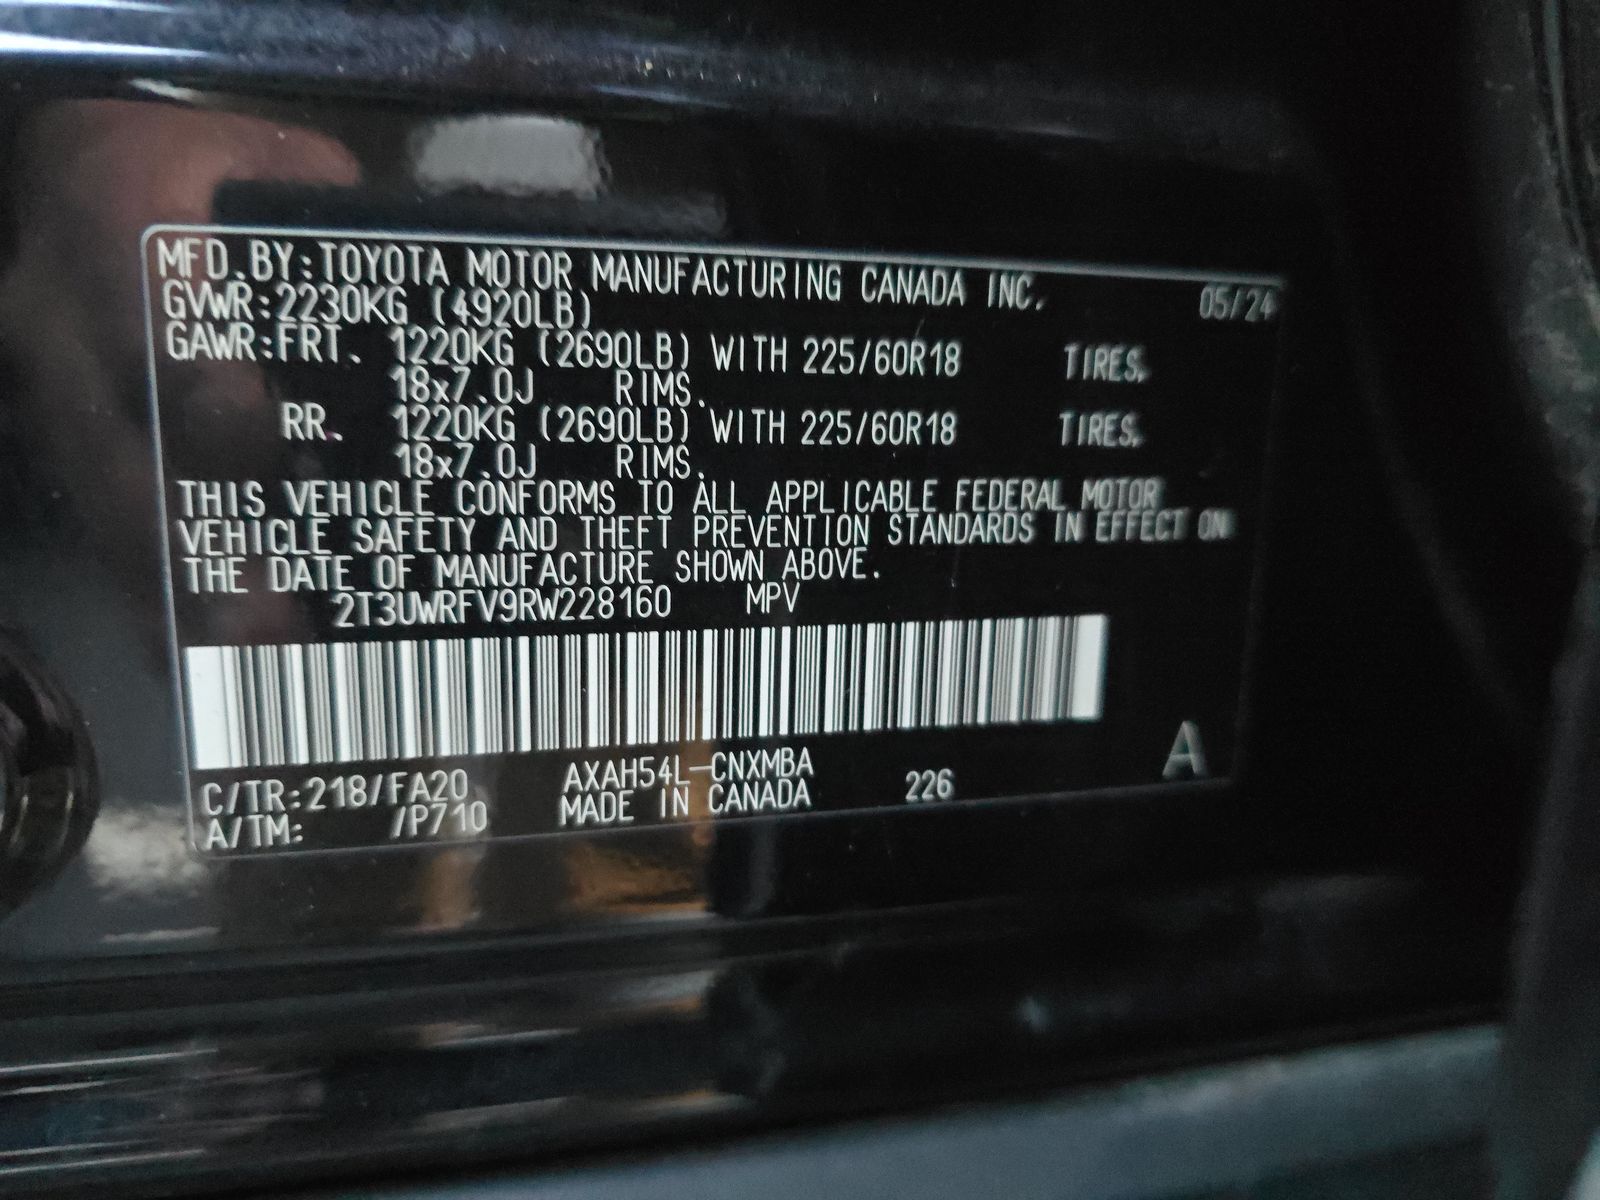 MFD.BY:TOYOTA MOTOR MANUFACTURING CANADA INC. 05/24
GVWR:2230KG (4920LB)
GAWR:FRT. 1220KG (2690LB) WITH 225/60R18 TIRES.
18x7.0J RIMS.
RR. 1220KG (2690LB) WITH 225/60R18 TIRES.
18x7.0J RIMS.
THIS VEHICLE CONFORMS TO ALL APPLICABLE FEDERAL MOTOR
VEHICLE SAFETY AND THEFT PREVENTION STANDARDS IN EFFECT ON
THE DATE OF MANUFACTURE SHOWN ABOVE.
2T3UWRFV9RW228160 MPV
C/TR:218/FA20 AXAH54L-CNXMBA 226 A
A/TM: /P710 MADE IN CANADA